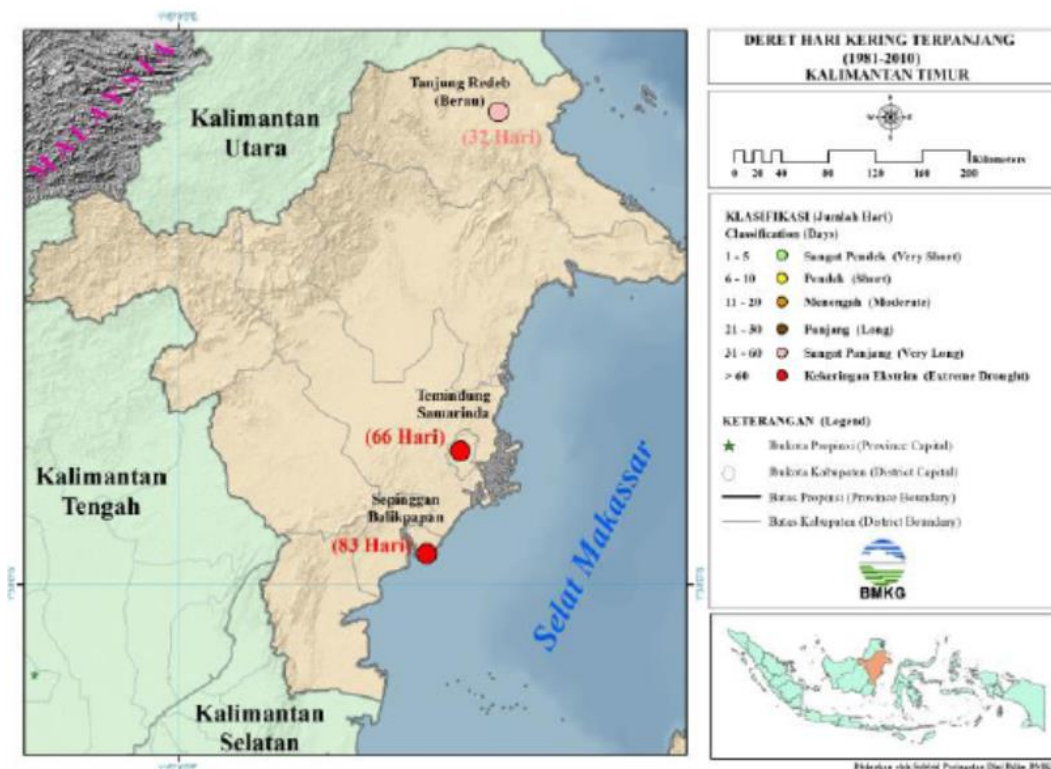 MALAYSIA
Kalimantan
Utara
Tanjung Redeb
(Berau)
(32 Hari)
Temindung
Samarinda
(66 Hari)
Kalimantan
Tengah
Sepinggan
Balikpapan
(83 Hari)
Selat Makassar
Kalimantan
Selatan
DERET HARI KERING TERPANJANG
(1981-2010)
KALIMANTAN TIMUR
Kilometers
0 20 40 80 120 160 200
KLASIFIKASI (Jumlah Hari)
Classification (Days)
1 - 5 Sangat Pendek (Very Short)
6 - 10 Pendek (Short)
11 - 20 Menengah (Moderate)
21 - 30 Panjang (Long)
31 - 60 Sangat Panjang (Very Long)
> 60 Kekeringan Ekstrim (Extreme Drought)
KETERANGAN (Legend)
Ibukota Propinsi (Province Capital)
Ibukota Kabupaten (District Capital)
Batas Propinsi (Province Boundary)
Batas Kabupaten (District Boundary)
BMKG